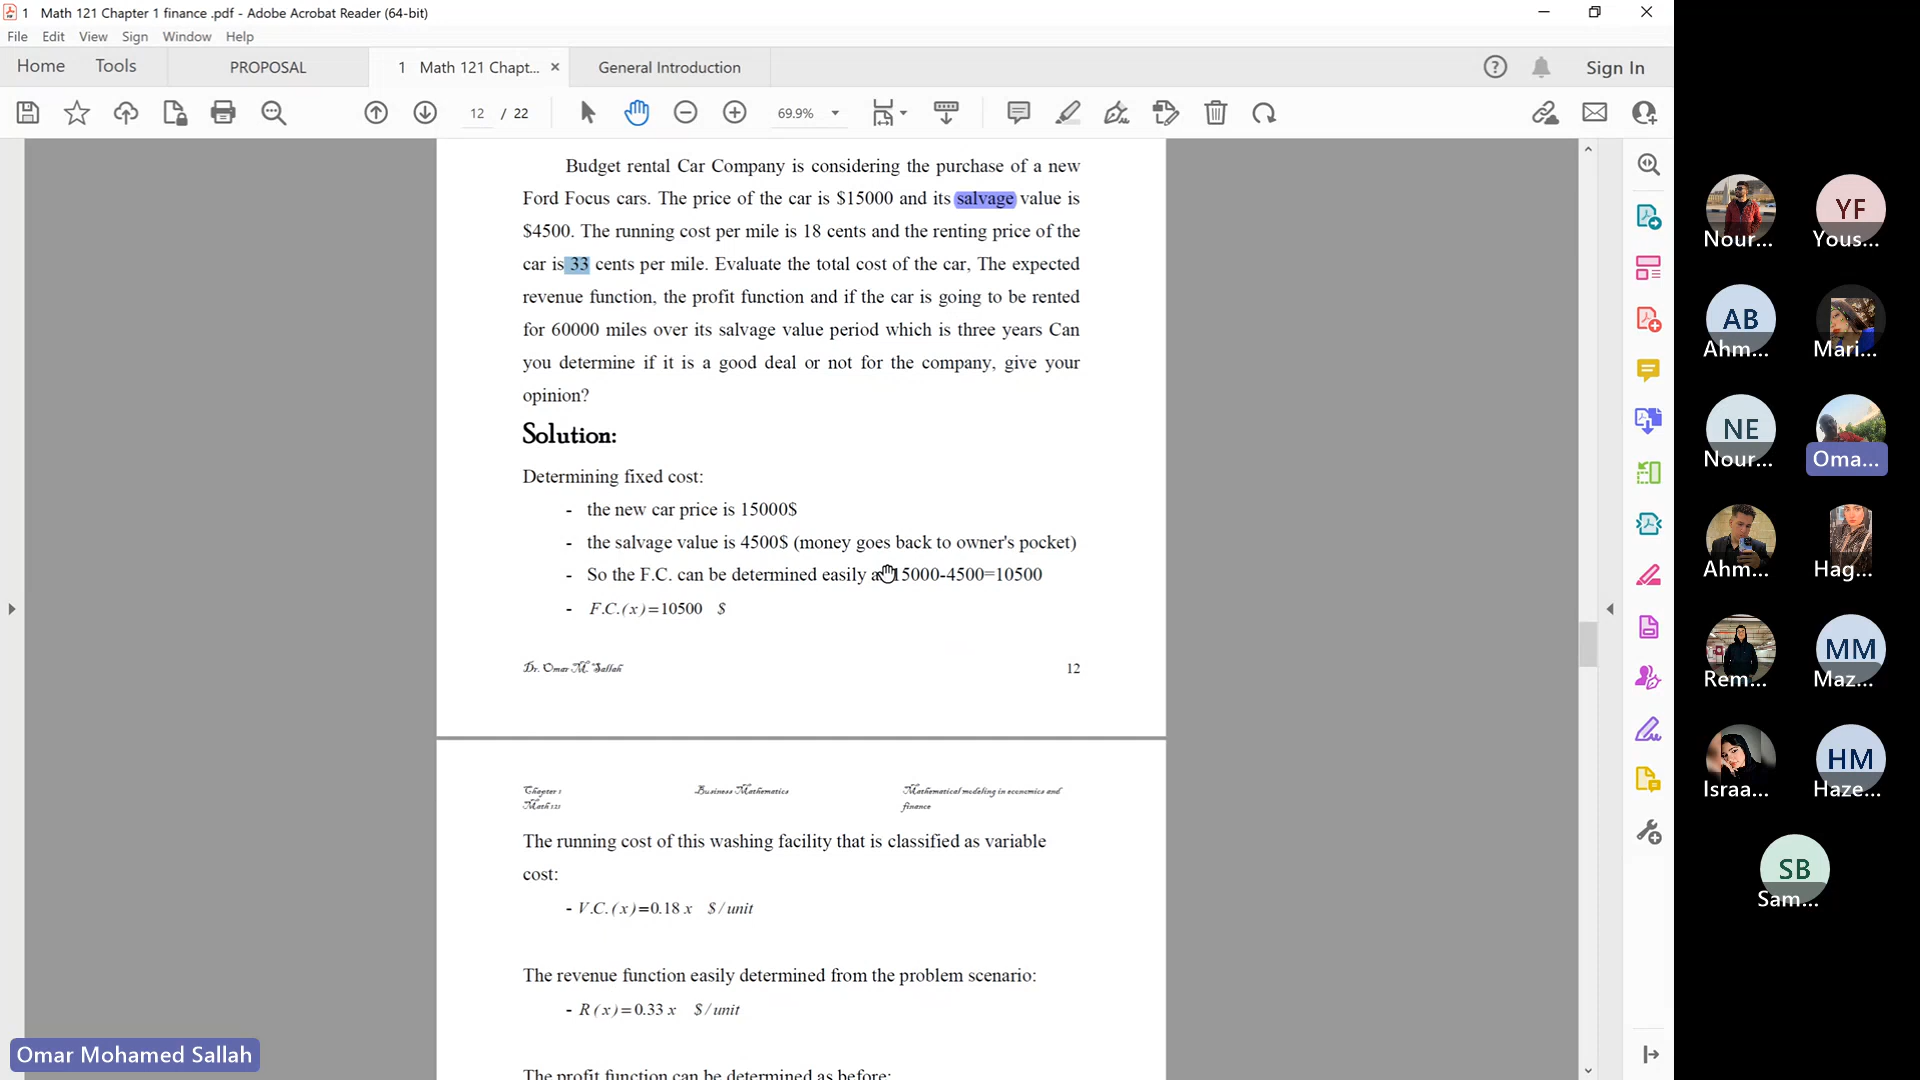 1 Math 121 Chapter 1 finance .pdf - Adobe Acrobat Reader (64-bit)
File Edit View Sign Window Help
Home Tools PROPOSAL 1 Math 121 Chapt... × General Introduction Sign In
12 / 22 69.9%
Budget rental Car Company is considering the purchase of a new
Ford Focus cars. The price of the car is $15000 and its salvage value is
$4500. The running cost per mile is 18 cents and the renting price of the
car is 33 cents per mile. Evaluate the total cost of the car, The expected
revenue function, the profit function and if the car is going to be rented
for 60000 miles over its salvage value period which is three years Can
you determine if it is a good deal or not for the company, give your
opinion?
Solution:
Determining fixed cost:
- the new car price is 15000$
- the salvage value is 4500$ (money goes back to owner's pocket)
- So the F.C. can be determined easily 15000-4500=10500
- F.C.(x)=10500 $
Dr. Omar M. Sallah 12
Chapter 1 Business Mathematics Mathematical modeling in economics and
Math 121 finance
The running cost of this washing facility that is classified as variable
cost:
- V.C.(x)=0.18 x $/unit
The revenue function easily determined from the problem scenario:
- R(x)=0.33 x $/unit
The profit function can be determined as before:
Omar Mohamed Sallah
Nour...
YF
Yous...
AB
Ahm...
Mari...
NE
Nour...
Oma...
Ahm...
Hag...
Rem...
MM
Maz...
Israa...
HM
Haze...
SB
Sam...